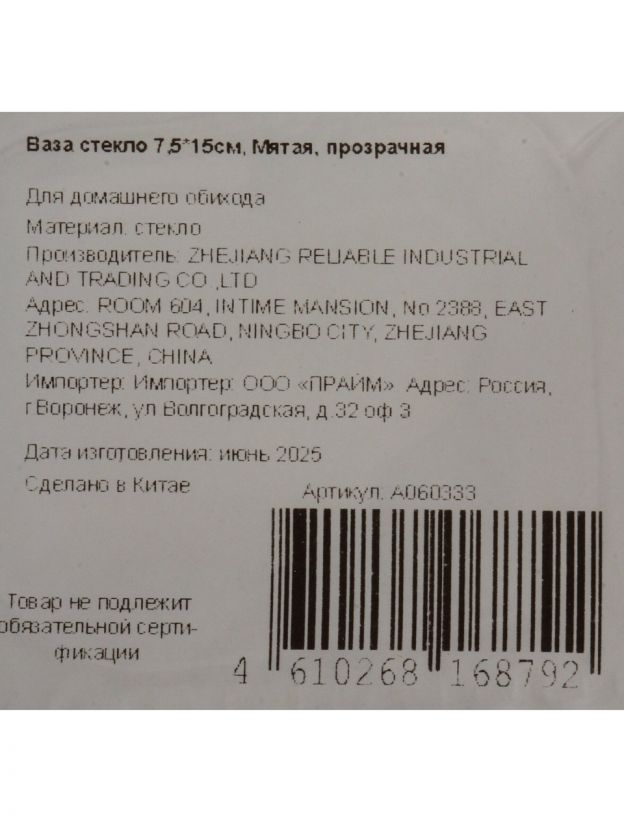 Ваза стекло 7,5*15см, Мятая, прозрачная
Для домашнего обихода
Материал: стекло
Производитель: ZHEJIANG RELIABLE INDUSTRIAL
AND TRADING CO.,LTD
Адрес: ROOM 604, INTIME MANSION, No 2388, EAST
ZHONGSHAN ROAD, NINGBO CITY, ZHEJIANG
PROVINCE, CHINA
Импортер: Импортер: ООО «ПРАЙМ» Адрес: Россия,
г.Воронеж, ул Волгоградская, д.32 оф 3
Дата изготовления: июнь 2025
Сделано в Китае
Артикул: A060333
Товар не подлежит
обязательной серти-
фикации
4 610268 168792